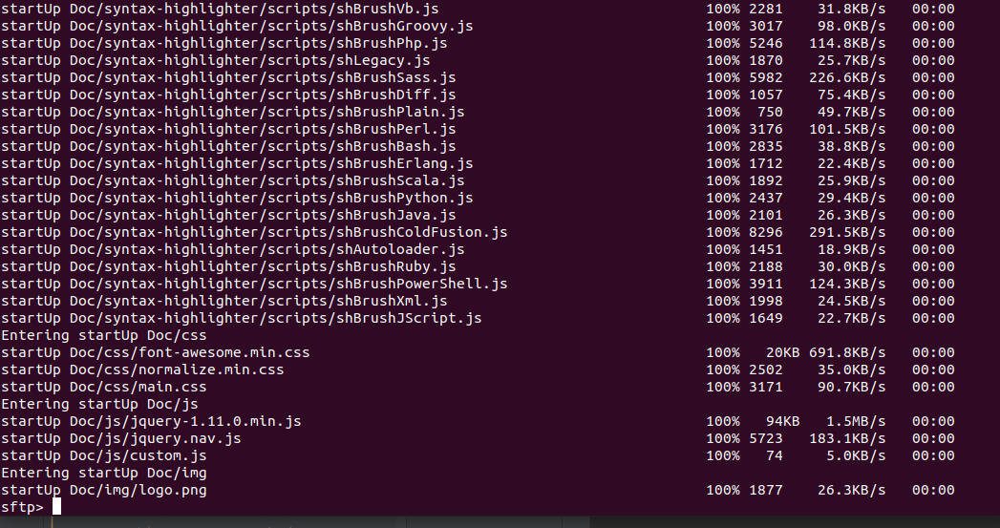 startUp Doc/syntax-highlighter/scripts/shBrushVb.js 100% 2281 31.8KB/s 00:00
startUp Doc/syntax-highlighter/scripts/shBrushGroovy.js 100% 3017 98.0KB/s 00:00
startUp Doc/syntax-highlighter/scripts/shBrushPhp.js 100% 5246 114.8KB/s 00:00
startUp Doc/syntax-highlighter/scripts/shLegacy.js 100% 1870 25.7KB/s 00:00
startUp Doc/syntax-highlighter/scripts/shBrushSass.js 100% 5982 226.6KB/s 00:00
startUp Doc/syntax-highlighter/scripts/shBrushDiff.js 100% 1057 75.4KB/s 00:00
startUp Doc/syntax-highlighter/scripts/shBrushPlain.js 100% 750 49.7KB/s 00:00
startUp Doc/syntax-highlighter/scripts/shBrushPerl.js 100% 3176 101.5KB/s 00:00
startUp Doc/syntax-highlighter/scripts/shBrushBash.js 100% 2835 38.8KB/s 00:00
startUp Doc/syntax-highlighter/scripts/shBrushErlang.js 100% 1712 22.4KB/s 00:00
startUp Doc/syntax-highlighter/scripts/shBrushScala.js 100% 1892 25.9KB/s 00:00
startUp Doc/syntax-highlighter/scripts/shBrushPython.js 100% 2437 29.4KB/s 00:00
startUp Doc/syntax-highlighter/scripts/shBrushJava.js 100% 2101 26.3KB/s 00:00
startUp Doc/syntax-highlighter/scripts/shBrushColdFusion.js 100% 8296 291.5KB/s 00:00
startUp Doc/syntax-highlighter/scripts/shAutoloader.js 100% 1451 18.9KB/s 00:00
startUp Doc/syntax-highlighter/scripts/shBrushRuby.js 100% 2188 30.0KB/s 00:00
startUp Doc/syntax-highlighter/scripts/shBrushPowerShell.js 100% 3911 124.3KB/s 00:00
startUp Doc/syntax-highlighter/scripts/shBrushXml.js 100% 1998 24.5KB/s 00:00
startUp Doc/syntax-highlighter/scripts/shBrushJScript.js 100% 1649 22.7KB/s 00:00
Entering startUp Doc/css
startUp Doc/css/font-awesome.min.css 100% 20KB 691.8KB/s 00:00
startUp Doc/css/normalize.min.css 100% 2502 35.0KB/s 00:00
startUp Doc/css/main.css 100% 3171 90.7KB/s 00:00
Entering startUp Doc/js
startUp Doc/js/jquery-1.11.0.min.js 100% 94KB 1.5MB/s 00:00
startUp Doc/js/jquery.nav.js 100% 5723 183.1KB/s 00:00
startUp Doc/js/custom.js 100% 74 5.0KB/s 00:00
Entering startUp Doc/img
startUp Doc/img/logo.png 100% 1877 26.3KB/s 00:00
sftp>